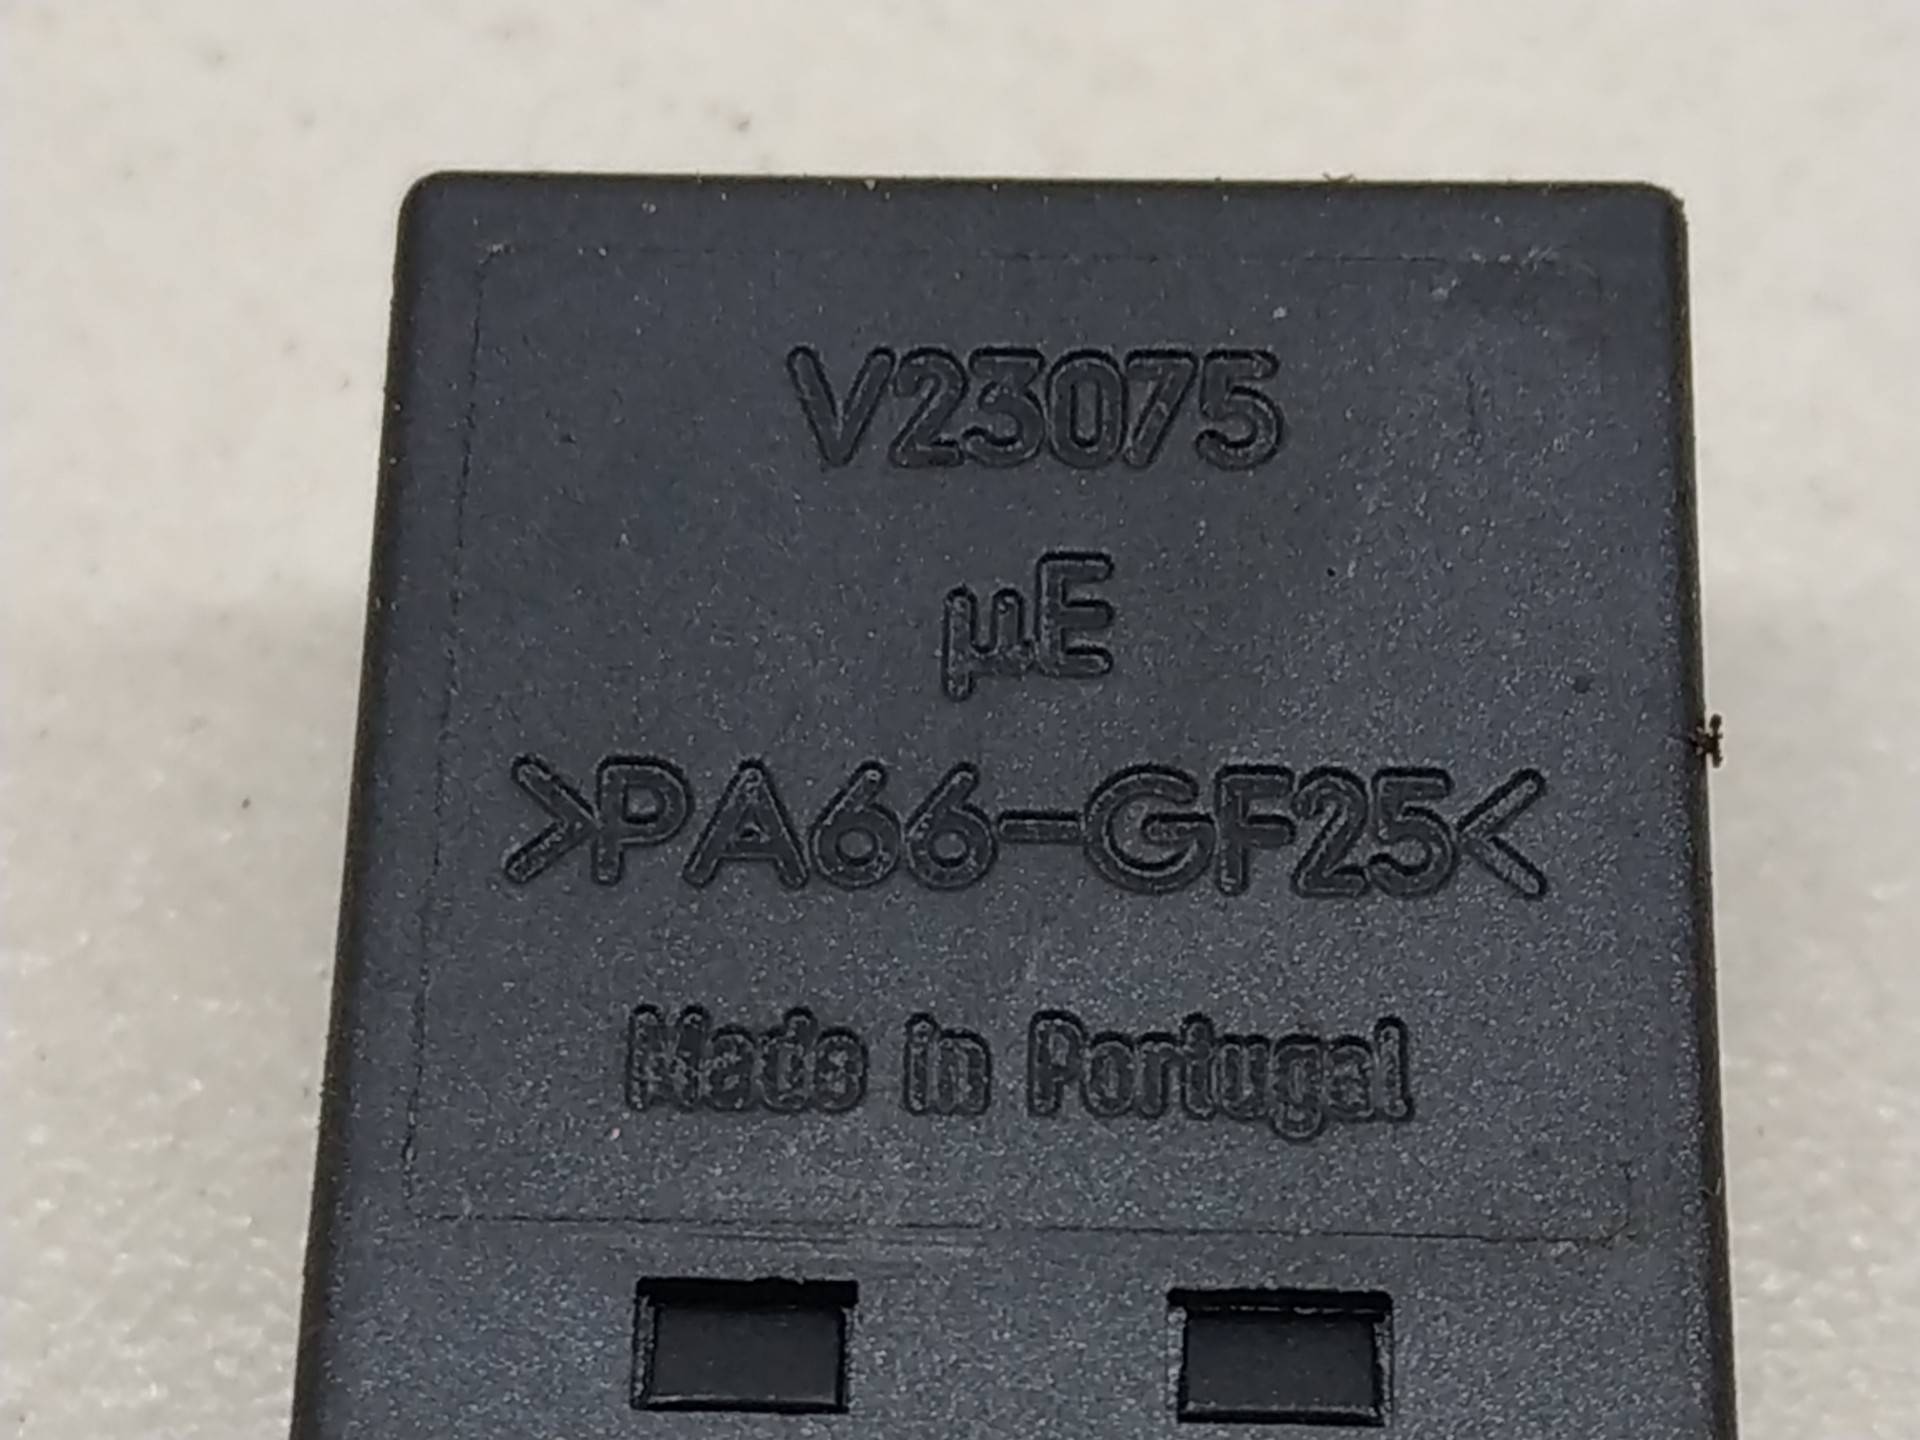 V23075
µE
>PA66-GF25<
Made in Portugal